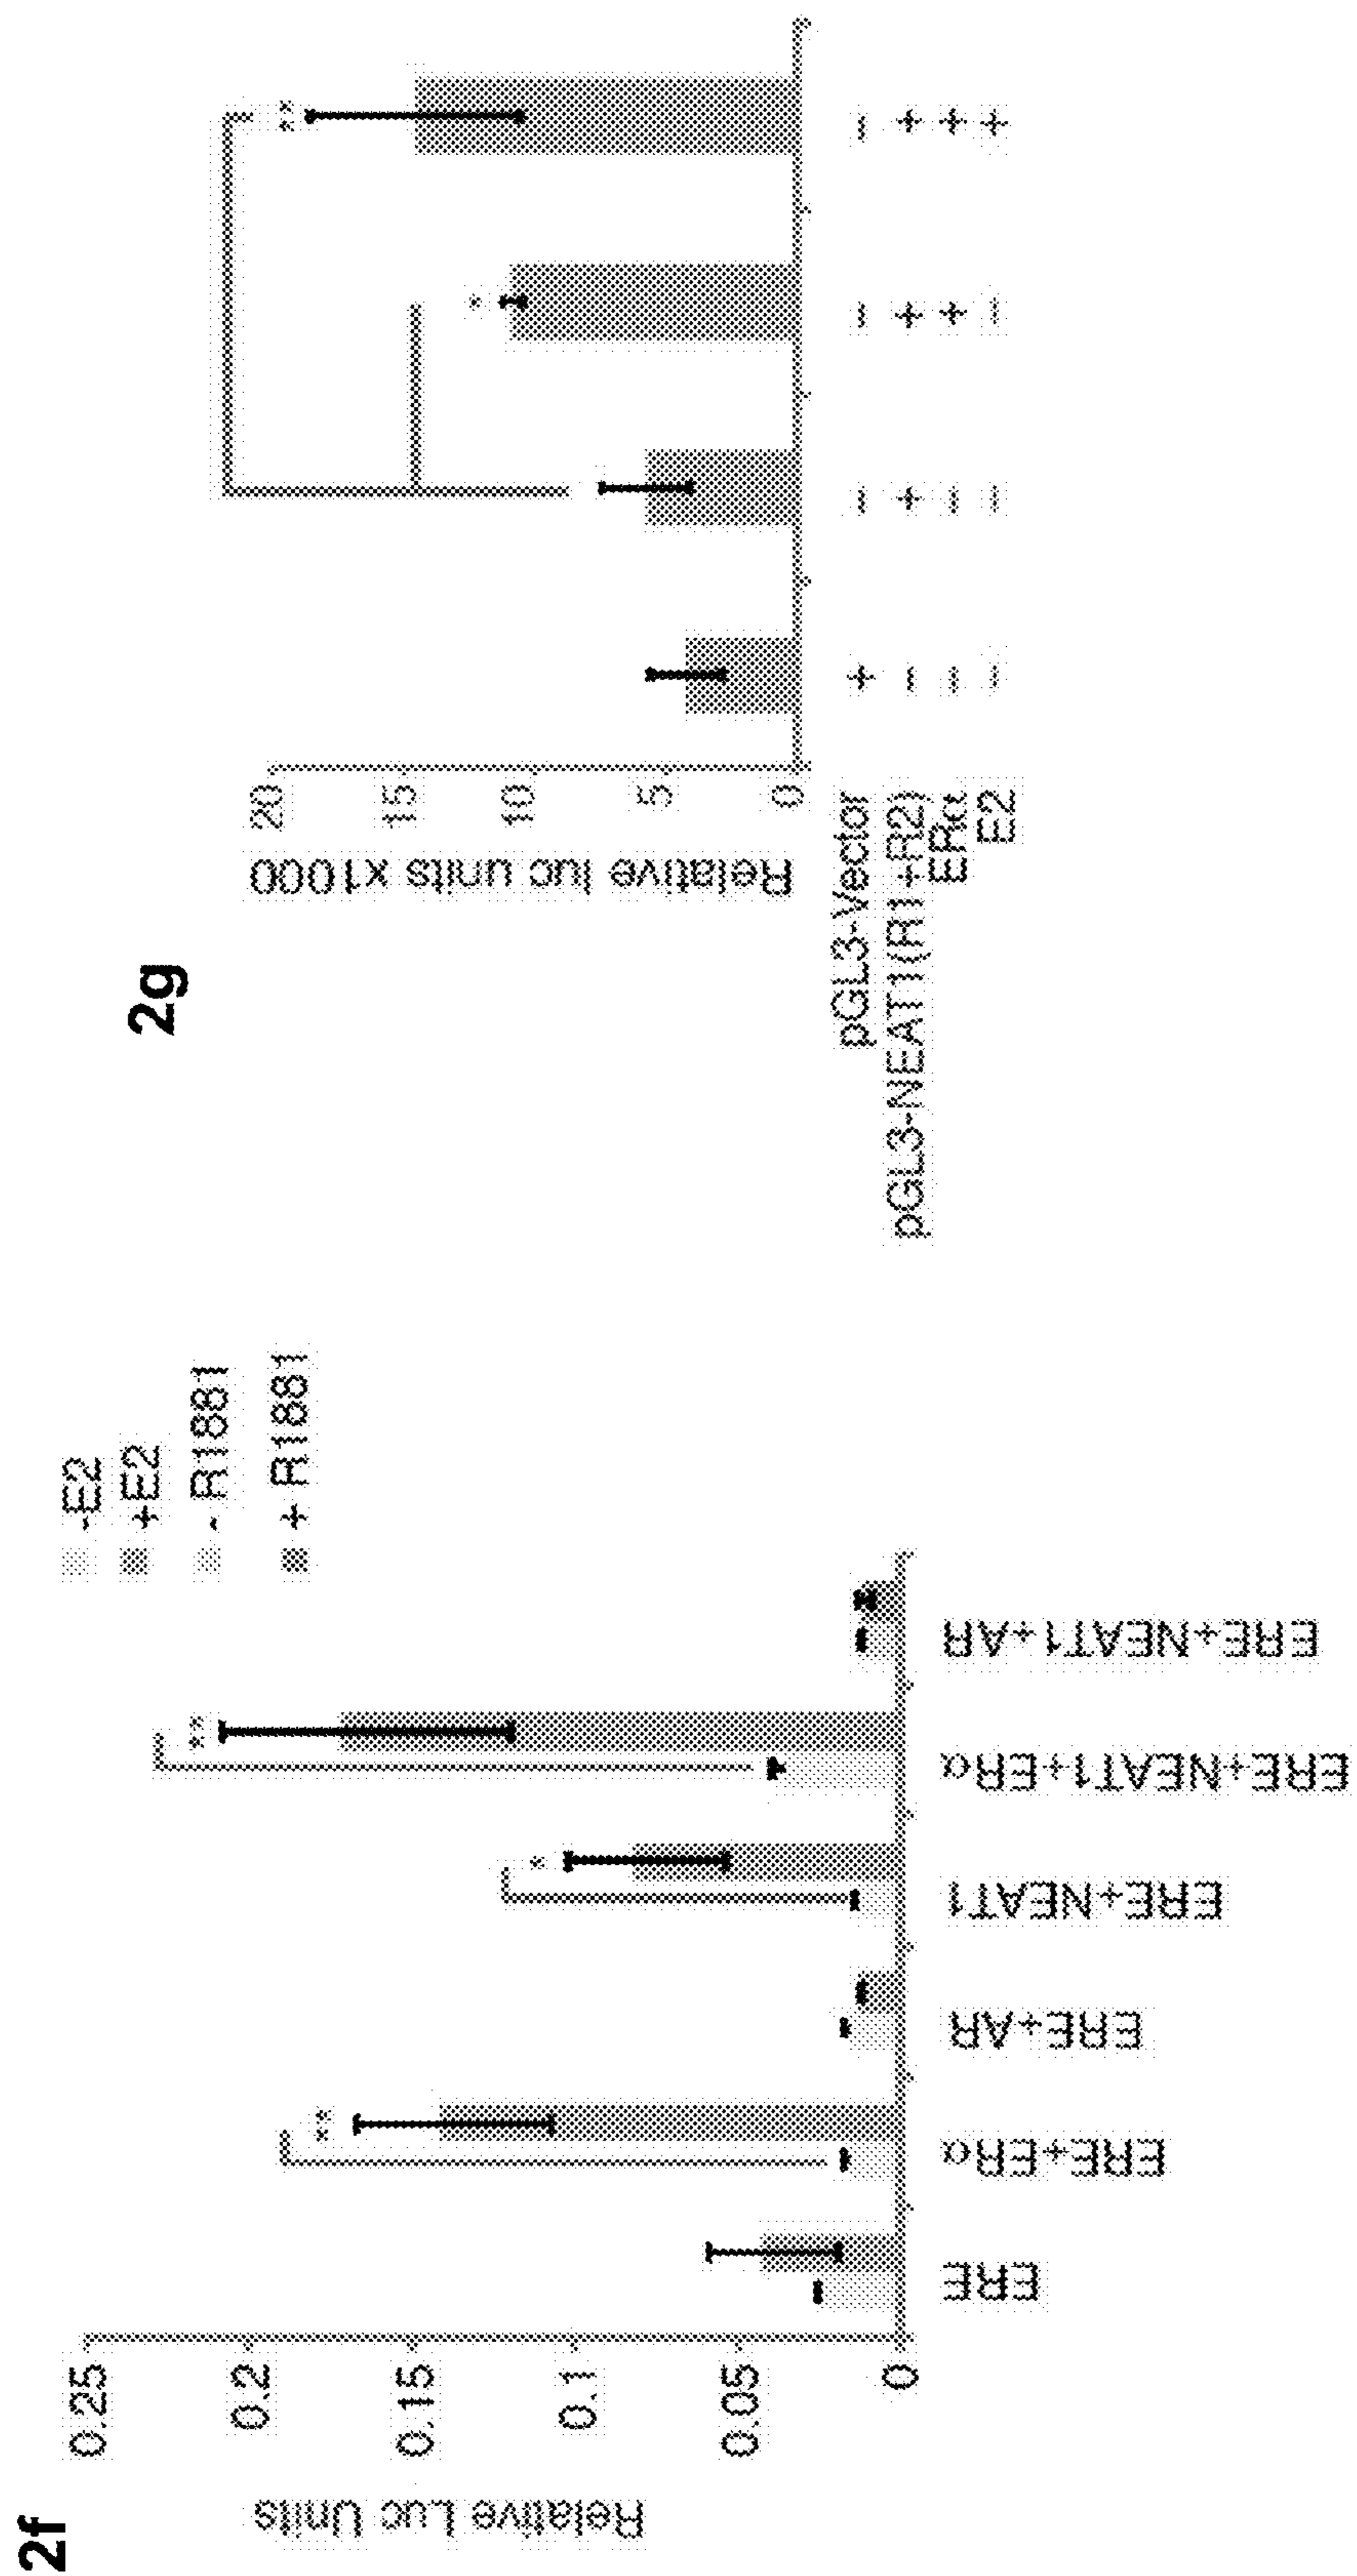 2f
Relative Luc Units
0.25
0.2
0.15
0.1
0.05
0
-E2
+E2
- R1881
+ R1881
**
*
**
ERE
ERE+ERα
ERE+AR
ERE+NEAT1
ERE+NEAT1+ERα
ERE+NEAT1+AR
2g
Relative luc units x1000
20
15
10
5
0
*
**
pGL3-Vector + - - -
pGL3-NEAT1(R1+R2) - + + +
ERα - - + +
E2 - - - +